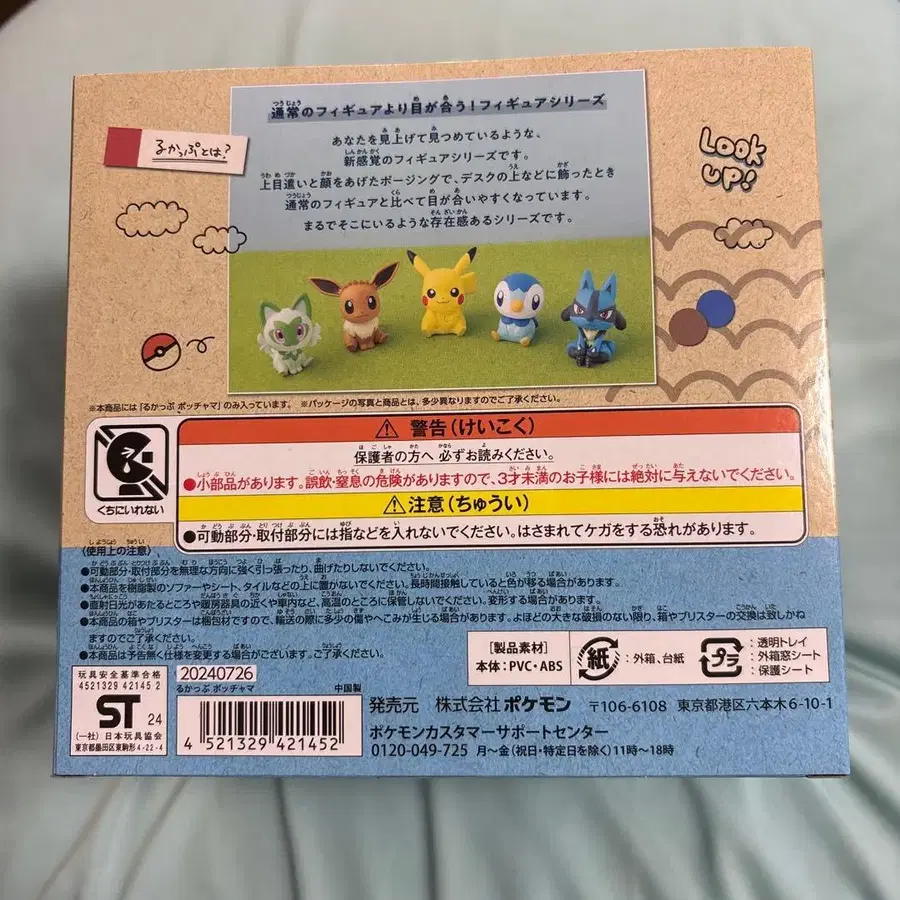 通常のフィギュアより目が合う!フィギュアシリーズ
るかっぷとは?
あなたを見上げて見つめているような、
新感覚のフィギュアシリーズです。
上目遣いと顔をあげたポージングで、デスクの上などに飾ったとき
通常のフィギュアと比べて目が合いやすくなっています。
まるでそこにいるような存在感あるシリーズです。
LOOK
UP!
※本商品には「るかっぷ ポッチャマ」のみ入っています。 ※パッケージの写真と商品とは、多少異なりますのでご了承ください。
くちにいれない
警告(けいこく)
保護者の方へ 必ずお読みください。
●小部品があります。誤飲・窒息の危険がありますので、3才未満のお子様には絶対に与えないでください。
注意(ちゅうい)
●可動部分・取付部分には指などを入れないでください。はさまれてケガをする恐れがあります。
〈使用上の注意〉
●可動部分・取付部分を無理な方向に強く引っ張ったり、曲げたりしないでください。
●本商品を樹脂製のソファーやシート、タイルなどの上に置かないでください。長時間接触していると色が移る場合があります。
●直射日光があたるところや暖房器具の近くや車内など、高温のところに保管しないでください。変形する場合があります。
●本商品の箱やブリスターは梱包材ですので、輸送の際に多少の傷やへこみが生じる場合があります。よほどの大きな破損のない限り、箱やブリスターの交換は致しかね
ますのでご了承ください。
●本商品は予告無く仕様を変更する場合がございます。ご了承ください。
[製品素材]
本体:PVC・ABS
紙
:外箱、台紙
プラ
:透明トレイ
:外箱窓シート
:保護シート
玩具安全基準合格
4521329 42145 2
ST 24
(一社) 日本玩具協会
東京都墨田区東駒形4-22-4
20240726
るかっぷ ポッチャマ 中国製
4 521329 421452
発売元 株式会社ポケモン 〒106-6108 東京都港区六本木6-10-1
ポケモンカスタマーサポートセンター
0120-049-725 月〜金(祝日・特定日を除く)11時〜18時